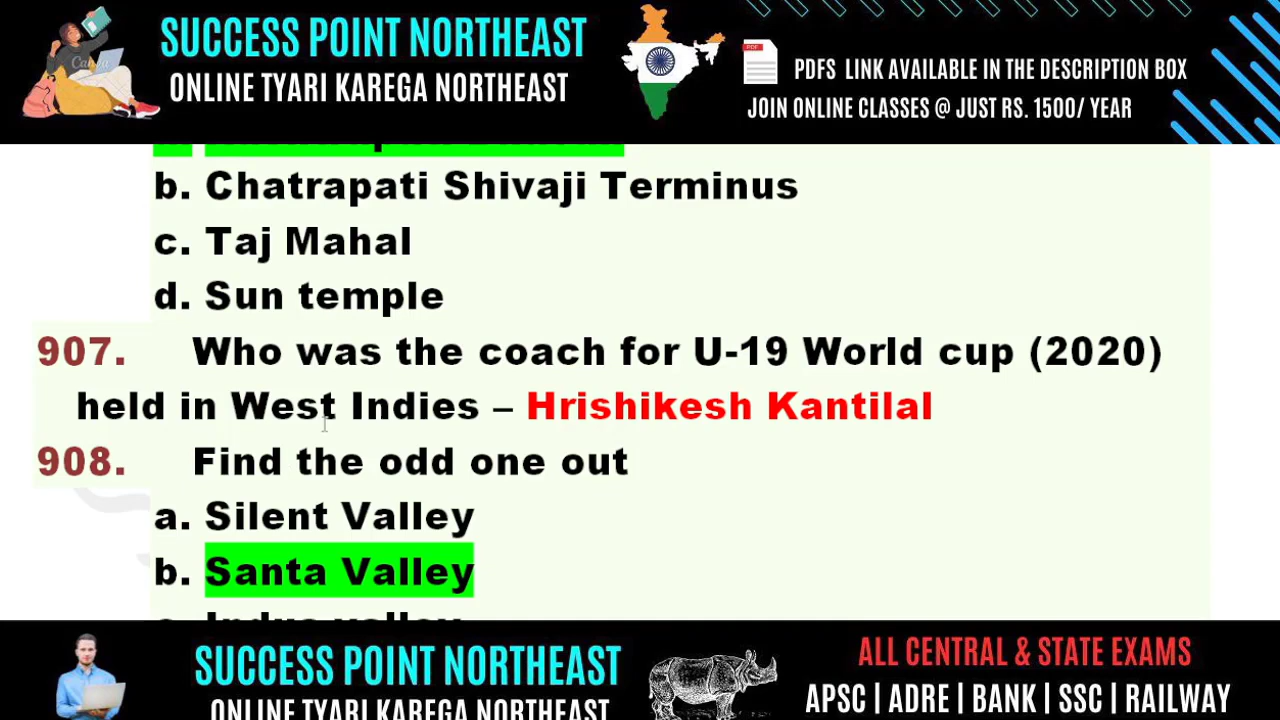 SUCCESS POINT NORTHEAST
ONLINE TYARI KAREGA NORTHEAST
PDF
PDFS LINK AVAILABLE IN THE DESCRIPTION BOX
JOIN ONLINE CLASSES @ JUST RS. 1500/ YEAR
b. Chatrapati Shivaji Terminus
c. Taj Mahal
d. Sun temple
907. Who was the coach for U-19 World cup (2020)
held in West Indies – Hrishikesh Kantilal
908. Find the odd one out
a. Silent Valley
b. Santa Valley
SUCCESS POINT NORTHEAST
ONLINE TYARI KAREGA NORTHEAST
ALL CENTRAL & STATE EXAMS
APSC | ADRE | BANK | SSC | RAILWAY